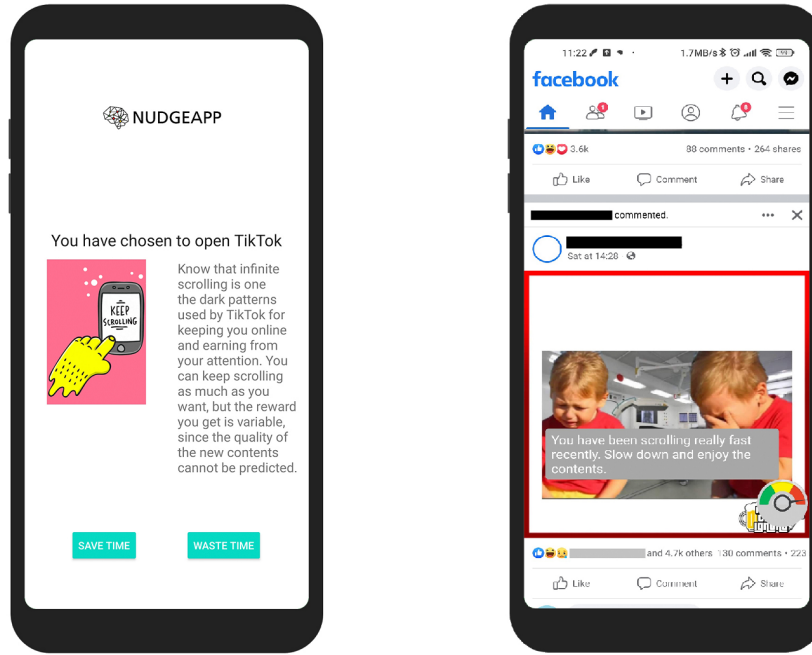 NUDGEAPP
You have chosen to open TikTok
KEEP
SCROLLING
Know that infinite
scrolling is one
the dark patterns
used by TikTok for
keeping you online
and earning from
your attention. You
can keep scrolling
as much as you
want, but the reward
you get is variable,
since the quality of
the new contents
cannot be predicted.
SAVE TIME
WASTE TIME
11:22
1.7MB/s
facebook
1
8
3.6k
88 comments • 264 shares
Like
Comment
Share
commented.
Sat at 14:28
You have been scrolling really fast
recently. Slow down and enjoy the
contents.
and 4.7k others
130 comments • 223
Like
Comment
Share